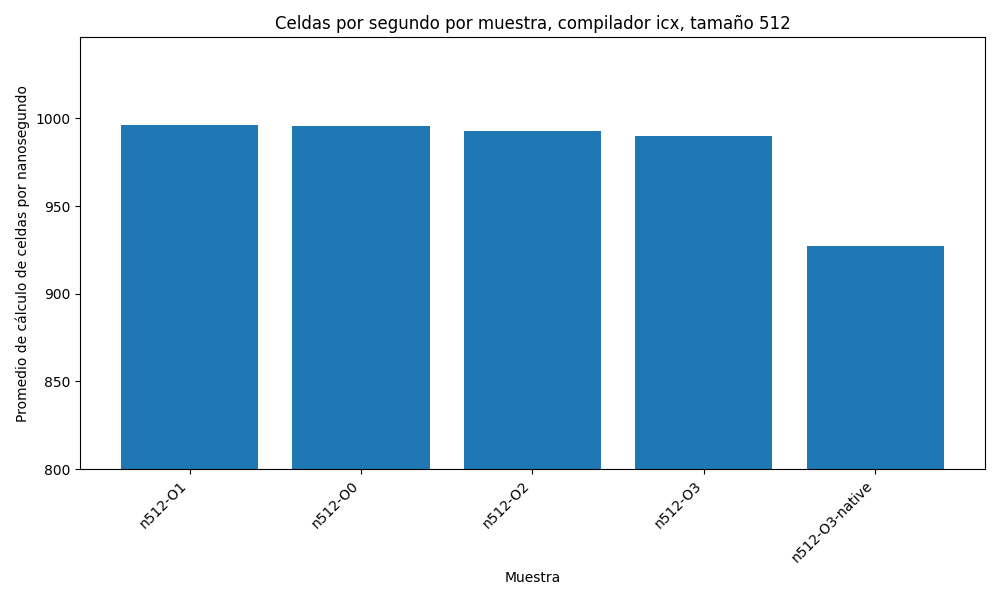 Celdas por segundo por muestra, compilador icx, tamaño 512
Promedio de cálculo de celdas por nanosegundo
1000
950
900
850
800
n512-O1
n512-O0
n512-O2
n512-O3
n512-O3-native
Muestra